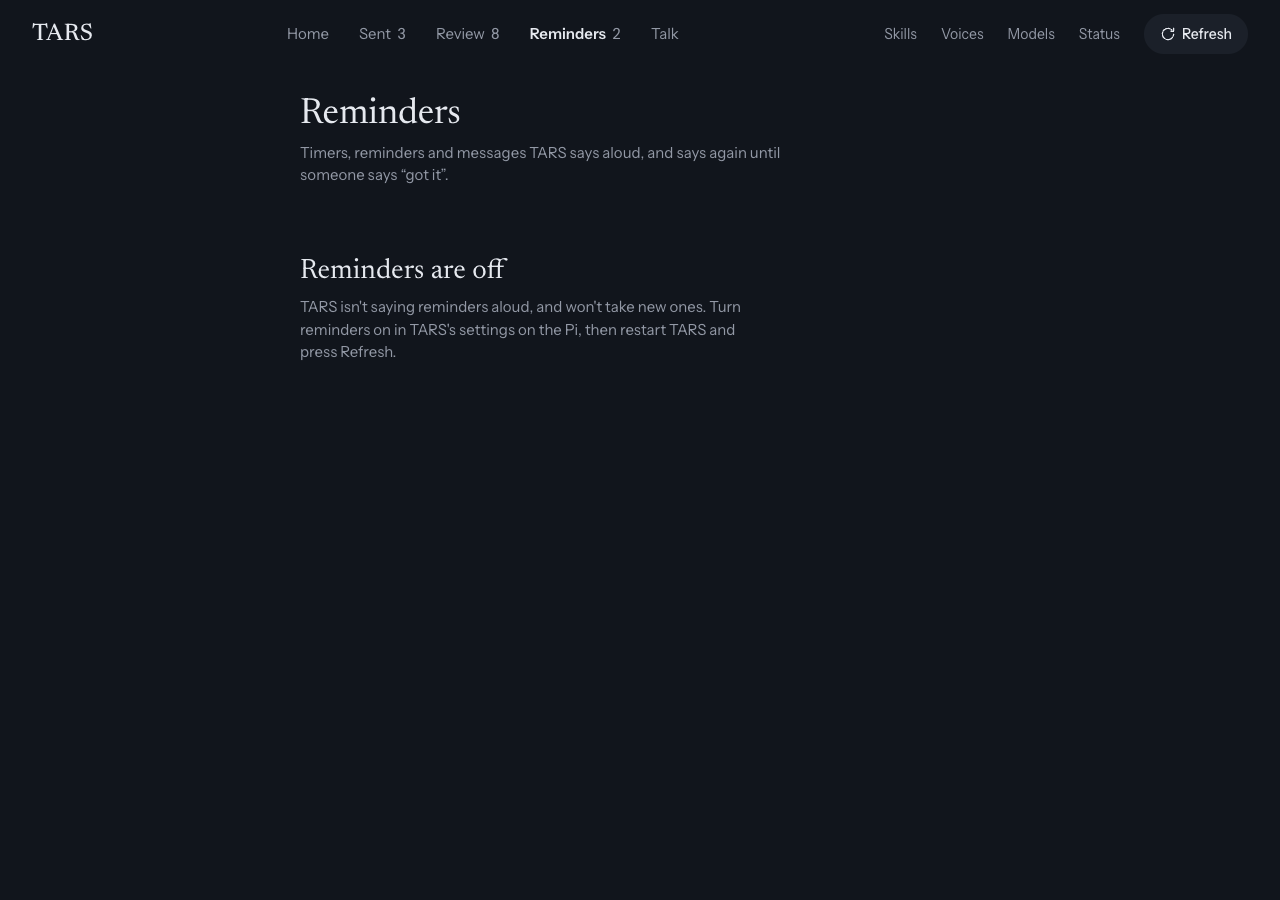 TARS
Home Sent 3 Review 8 Reminders 2 Talk Skills Voices Models Status Refresh
Reminders
Timers, reminders and messages TARS says aloud, and says again until
someone says “got it”.
Reminders are off
TARS isn't saying reminders aloud, and won't take new ones. Turn
reminders on in TARS's settings on the Pi, then restart TARS and
press Refresh.